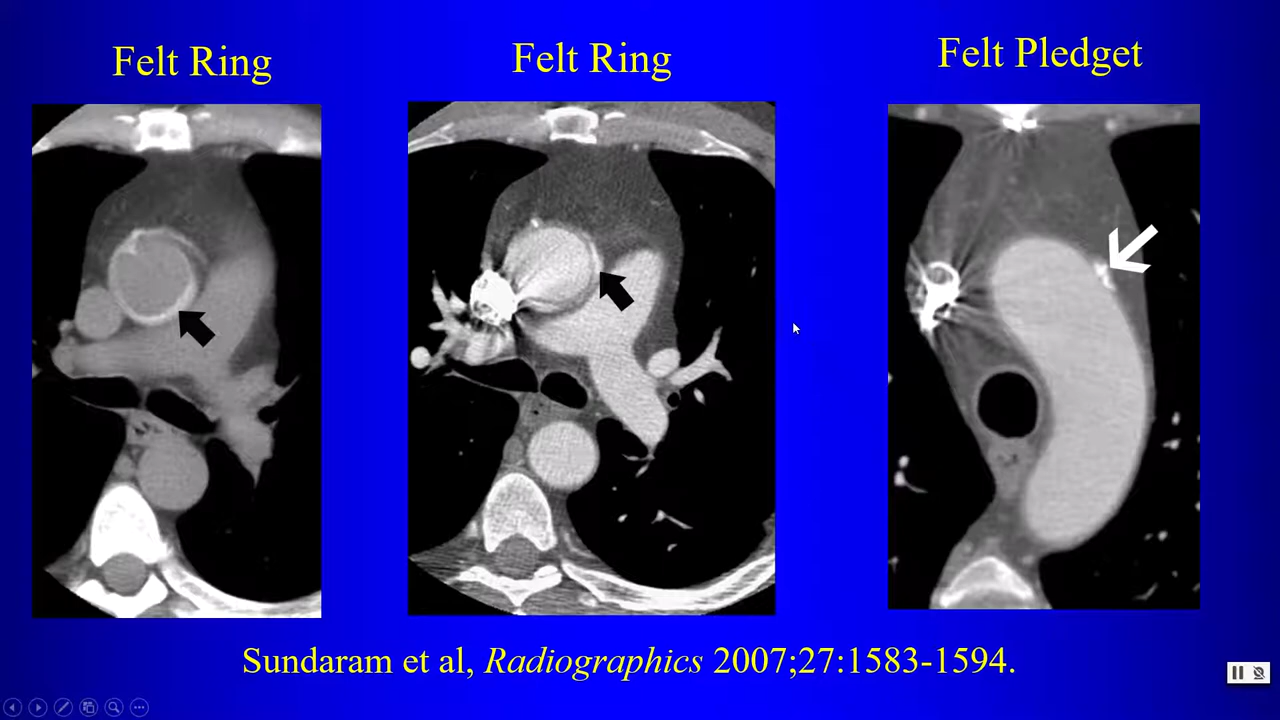 Felt Ring
Felt Ring
Felt Pledget
Sundaram et al, Radiographics 2007;27:1583-1594.